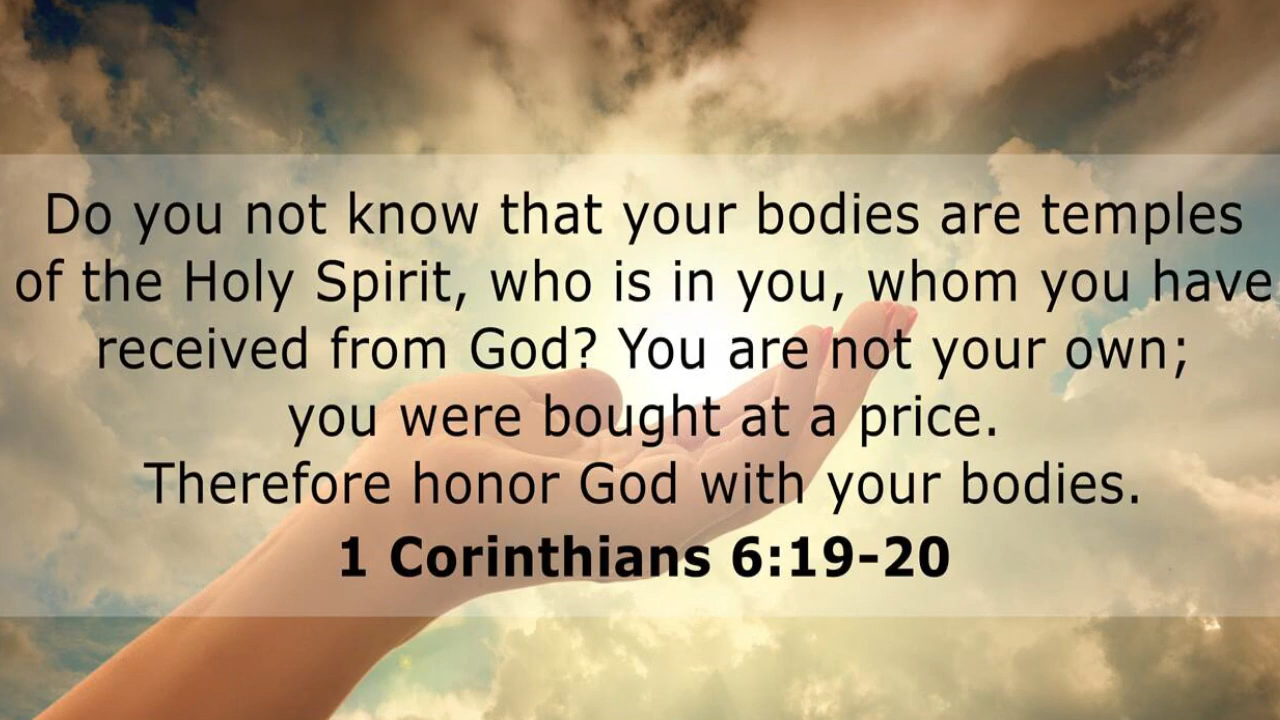 Do you not know that your bodies are temples
of the Holy Spirit, who is in you, whom you have
received from God? You are not your own;
you were bought at a price.
Therefore honor God with your bodies.
1 Corinthians 6:19-20